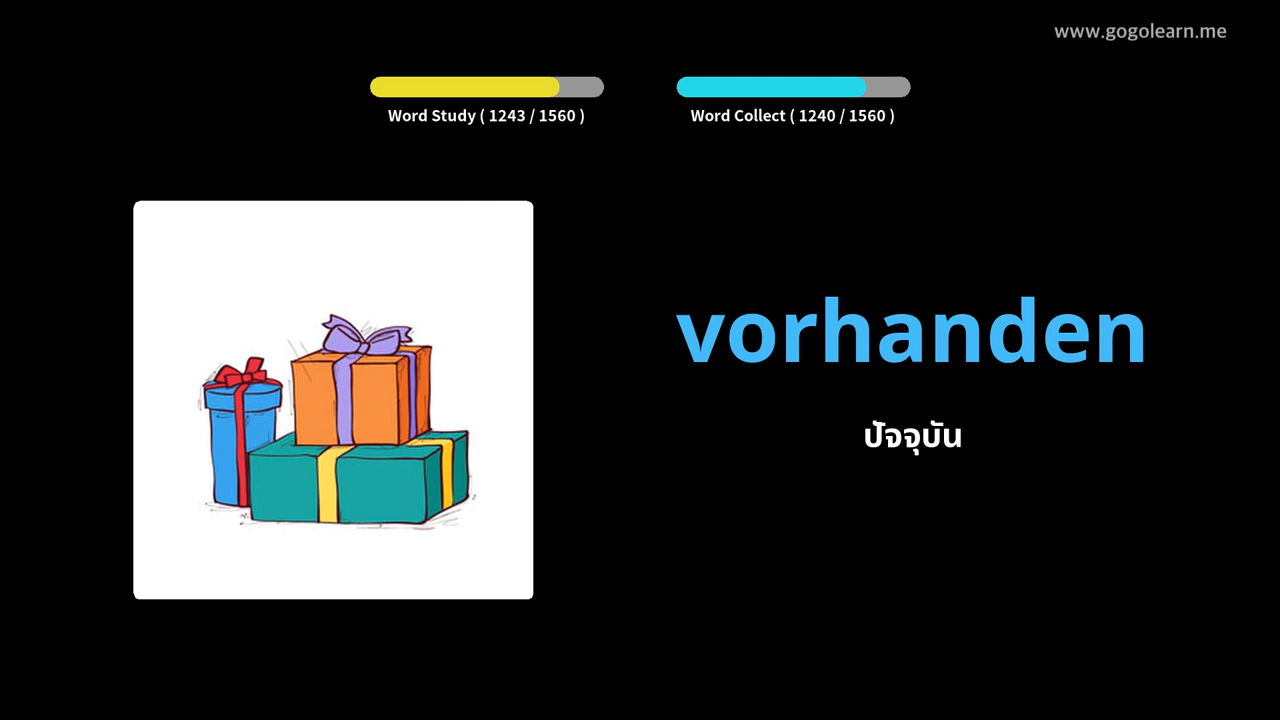 www.gogolearn.me
Word Study ( 1243 / 1560 )
Word Collect ( 1240 / 1560 )
vorhanden
ปัจจุบัน